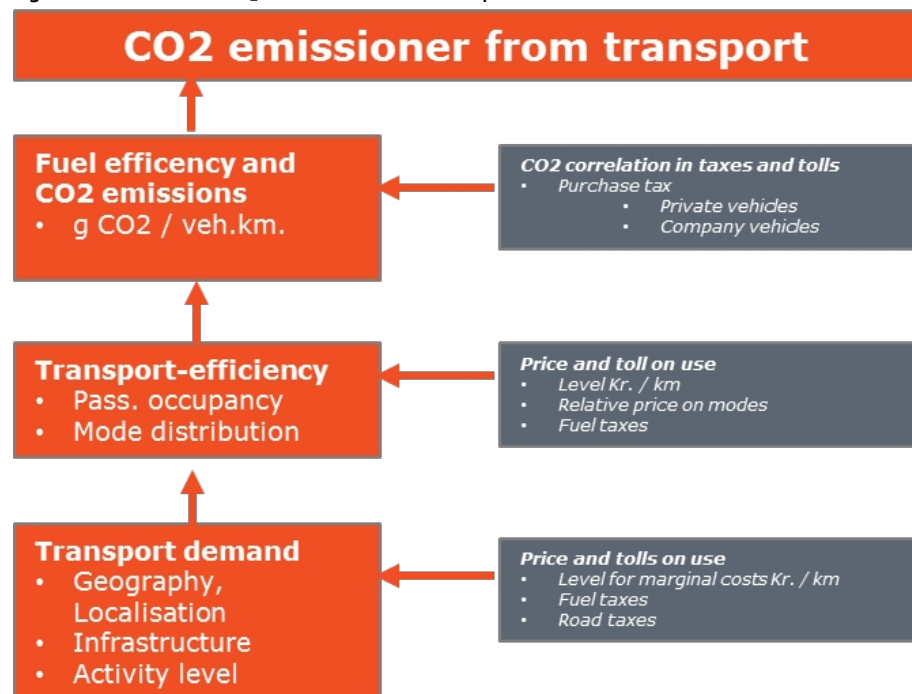 CO2 emissioner from transport
Fuel efficency and
CO2 emissions
• g CO2 / veh.km.
CO2 correlation in taxes and tolls
• Purchase tax
• Private vehicles
• Company vehicles
Transport-efficiency
• Pass. occupancy
• Mode distribution
Price and toll on use
• Level Kr. / km
• Relative price on modes
• Fuel taxes
Transport demand
• Geography,
Localisation
• Infrastructure
• Activity level
Price and tolls on use
• Level for marginal costs Kr. / km
• Fuel taxes
• Road taxes